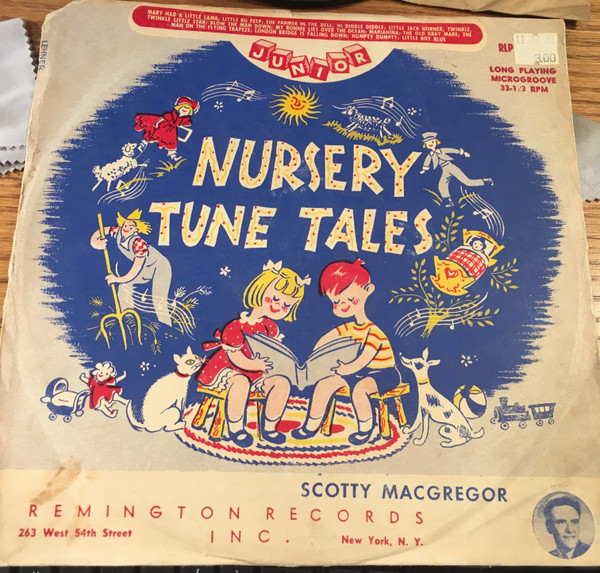 MARY HAD A LITTLE LAMB; LITTLE BO PEEP; THE FARMER IN THE DELL; HI DIDDLE DIDDLE; LITTLE JACK HORNER; TWINKLE,
TWINKLE LITTLE STAR; BLOW THE MAN DOWN; MY BONNIE LIES OVER THE OCEAN; MARIANINA; THE OLD GRAY MARE; THE
MAN ON THE FLYING TRAPEZE; LONDON BRIDGE IS FALLING DOWN; HUMPTY DUMPTY; LITTLE BOY BLUE
LEHNER
JUNIOR
RLP
11
3.00
LONG PLAYING
MICROGROOVE
33-1/3 RPM
NURSERY
TUNE TALES
SCOTTY MACGREGOR
REMINGTON RECORDS
INC.
263 West 54th Street
New York, N. Y.